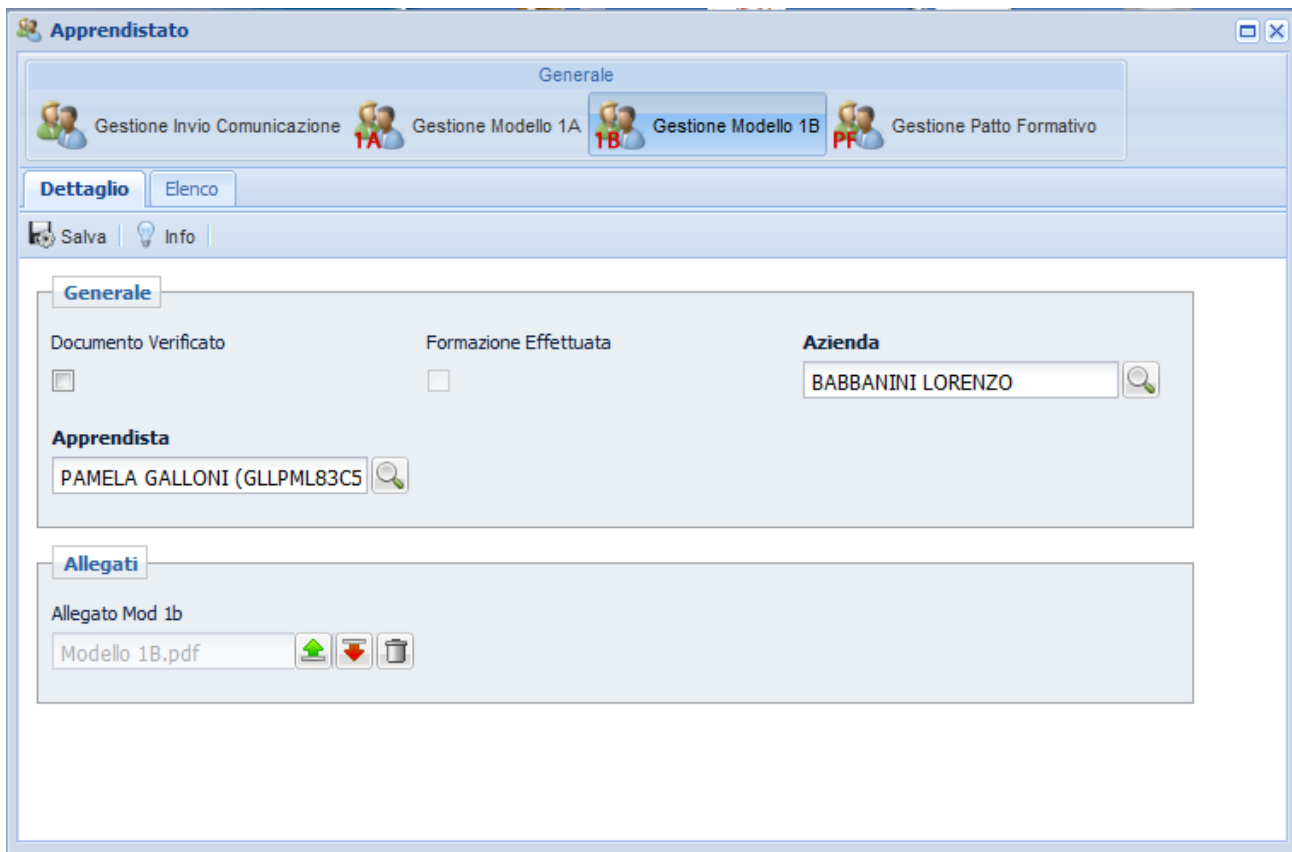 Apprendistato
Generale
Gestione Invio Comunicazione 1A Gestione Modello 1A 1B Gestione Modello 1B PF Gestione Patto Formativo
Dettaglio Elenco
Salva Info
Generale
Documento Verificato Formazione Effettuata Azienda
BABBANINI LORENZO
Apprendista
PAMELA GALLONI (GLLPML83C5
Allegati
Allegato Mod 1b
Modello 1B.pdf